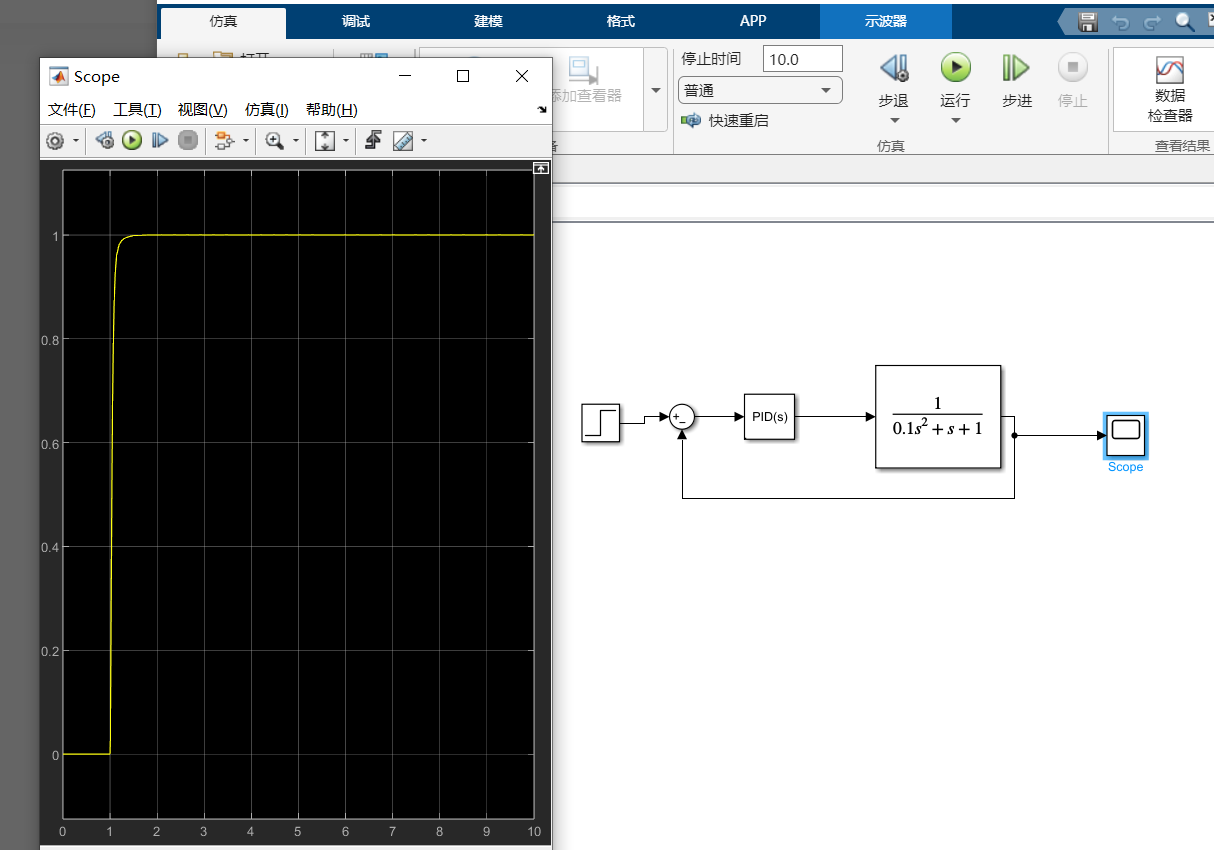 仿真 调试 建模 格式 APP 示波器
停止时间 10.0
普通
快速重启
步退 运行 步进 停止
仿真
数据
检查器
查看结果
添加查看器
Scope
文件(F) 工具(T) 视图(V) 仿真(I) 帮助(H)
1
0.8
0.6
0.4
0.2
0
0 1 2 3 4 5 6 7 8 9 10
+
−
PID(s)
1
0.1s² + s + 1
Scope